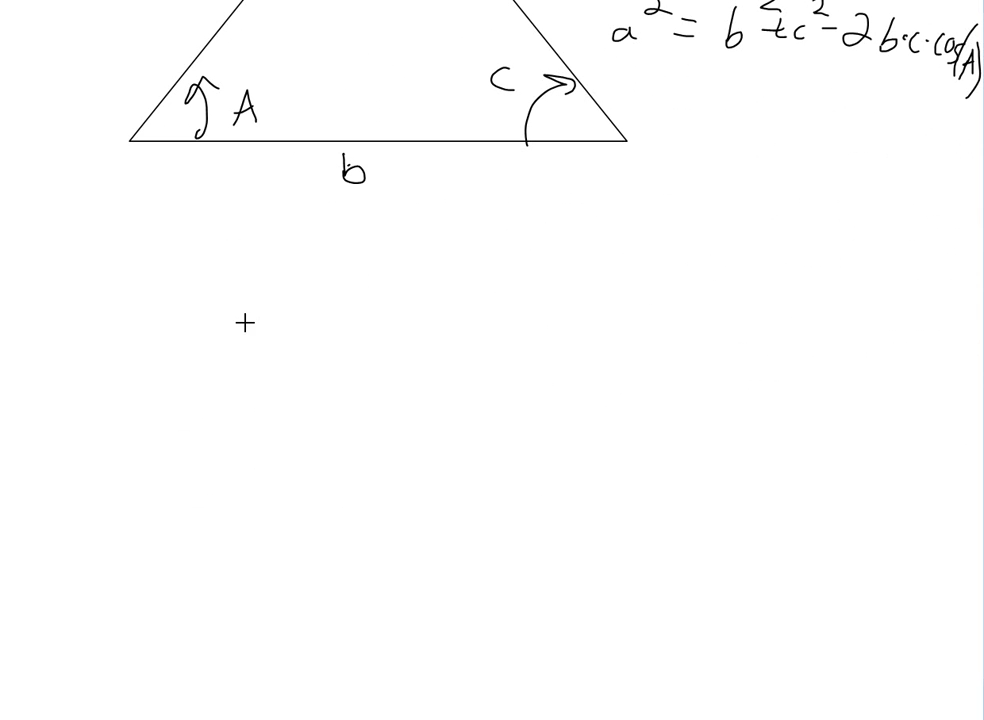 a² = b² + c² - 2b·c·cos(A)
C
A
b